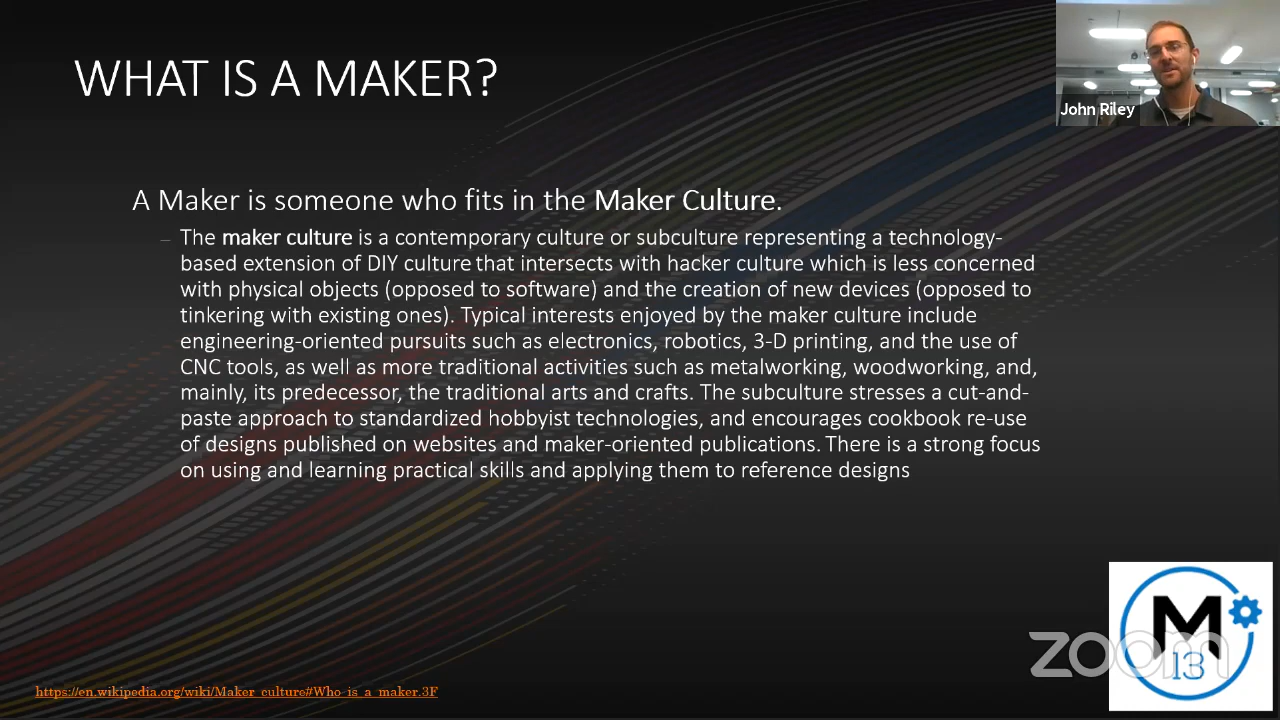 WHAT IS A MAKER?
John Riley
A Maker is someone who fits in the Maker Culture.
– The maker culture is a contemporary culture or subculture representing a technology-
based extension of DIY culture that intersects with hacker culture which is less concerned
with physical objects (opposed to software) and the creation of new devices (opposed to
tinkering with existing ones). Typical interests enjoyed by the maker culture include
engineering-oriented pursuits such as electronics, robotics, 3-D printing, and the use of
CNC tools, as well as more traditional activities such as metalworking, woodworking, and,
mainly, its predecessor, the traditional arts and crafts. The subculture stresses a cut-and-
paste approach to standardized hobbyist technologies, and encourages cookbook re-use
of designs published on websites and maker-oriented publications. There is a strong focus
on using and learning practical skills and applying them to reference designs
M
zoom
13
https://en.wikipedia.org/wiki/Maker_culture#Who_is_a_maker.3F